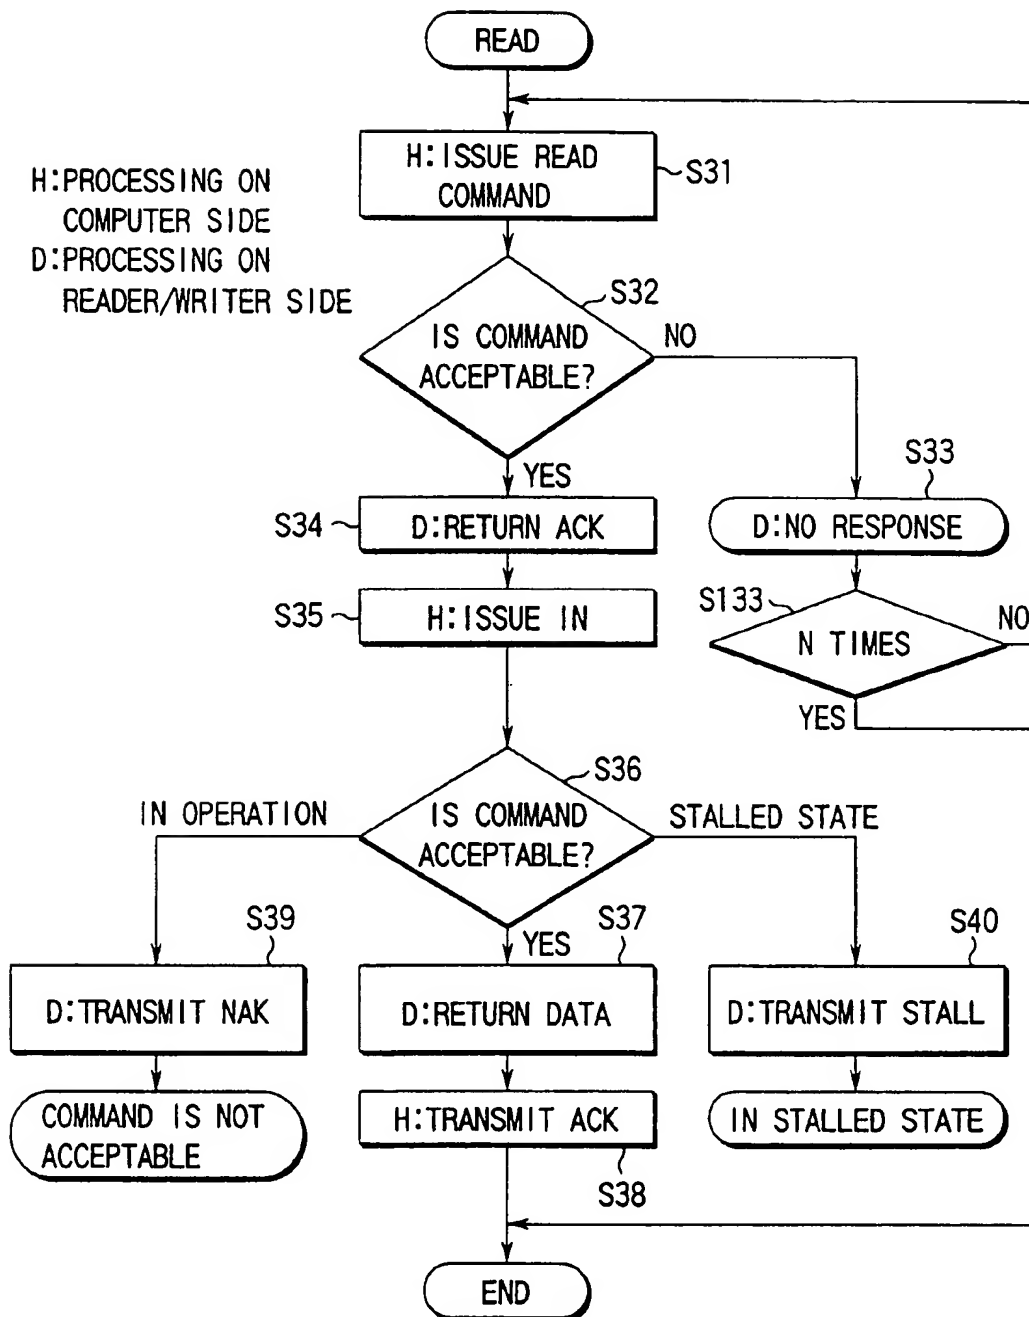 READ
H:ISSUE READ
COMMAND
S31
H:PROCESSING ON
COMPUTER SIDE
D:PROCESSING ON
READER/WRITER SIDE
S32
IS COMMAND
ACCEPTABLE?
NO
YES
S33
D:NO RESPONSE
S34
D:RETURN ACK
S133
N TIMES
NO
YES
S35
H:ISSUE IN
S36
IS COMMAND
ACCEPTABLE?
IN OPERATION
STALLED STATE
YES
S39
D:TRANSMIT NAK
S37
D:RETURN DATA
S40
D:TRANSMIT STALL
COMMAND IS NOT
ACCEPTABLE
H:TRANSMIT ACK
S38
IN STALLED STATE
END